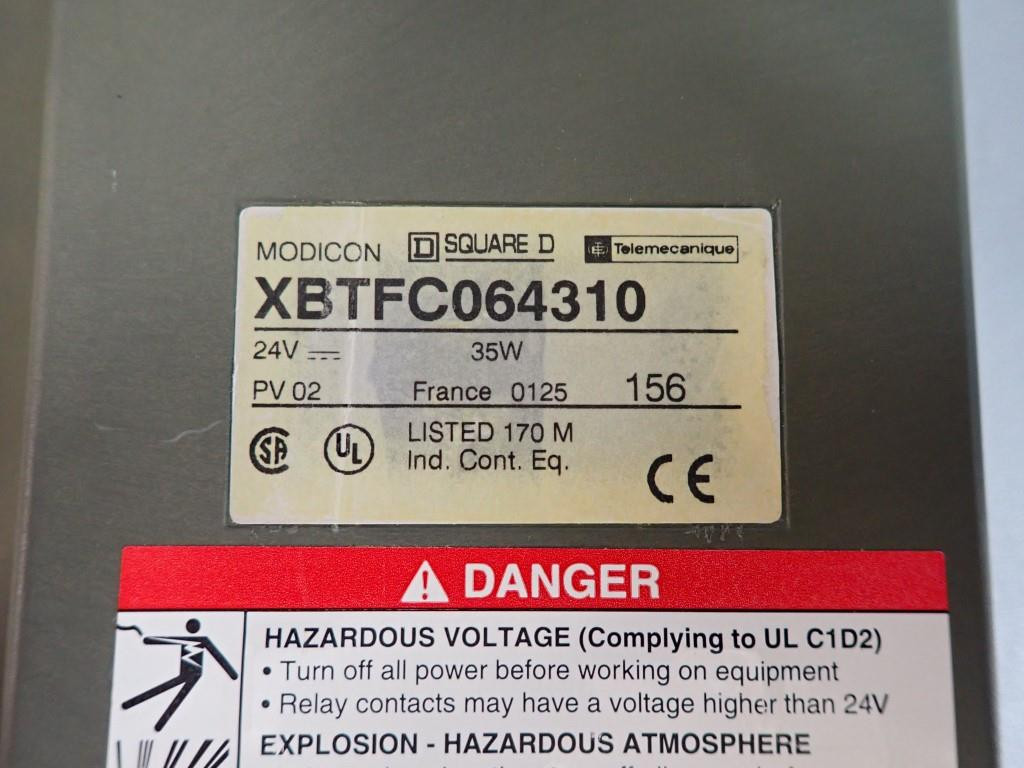 MODICON D SQUARE D Telemecanique
XBTFC064310
24V 35W
PV 02 France 0125 156
SA UL LISTED 170 M
Ind. Cont. Eq.
CE
DANGER
HAZARDOUS VOLTAGE (Complying to UL C1D2)
• Turn off all power before working on equipment
• Relay contacts may have a voltage higher than 24V
EXPLOSION - HAZARDOUS ATMOSPHERE